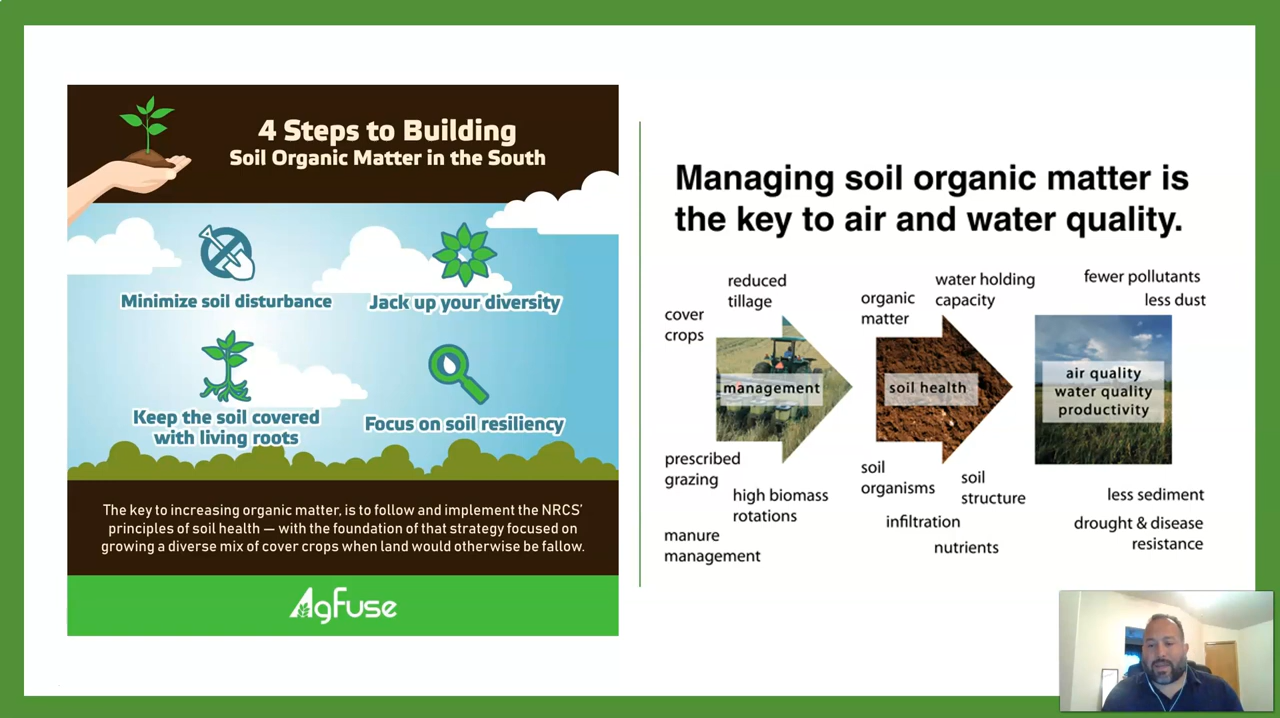 4 Steps to Building
Soil Organic Matter in the South
Minimize soil disturbance
Jack up your diversity
Keep the soil covered
with living roots
Focus on soil resiliency
The key to increasing organic matter, is to follow and implement the NRCS'
principles of soil health — with the foundation of that strategy focused on
growing a diverse mix of cover crops when land would otherwise be fallow.
AgFuse
Managing soil organic matter is
the key to air and water quality.
cover
crops
reduced
tillage
management
prescribed
grazing
high biomass
rotations
manure
management
organic
matter
water holding
capacity
soil health
soil
organisms
soil
structure
infiltration
nutrients
fewer pollutants
less dust
air quality
water quality
productivity
less sediment
drought & disease
resistance